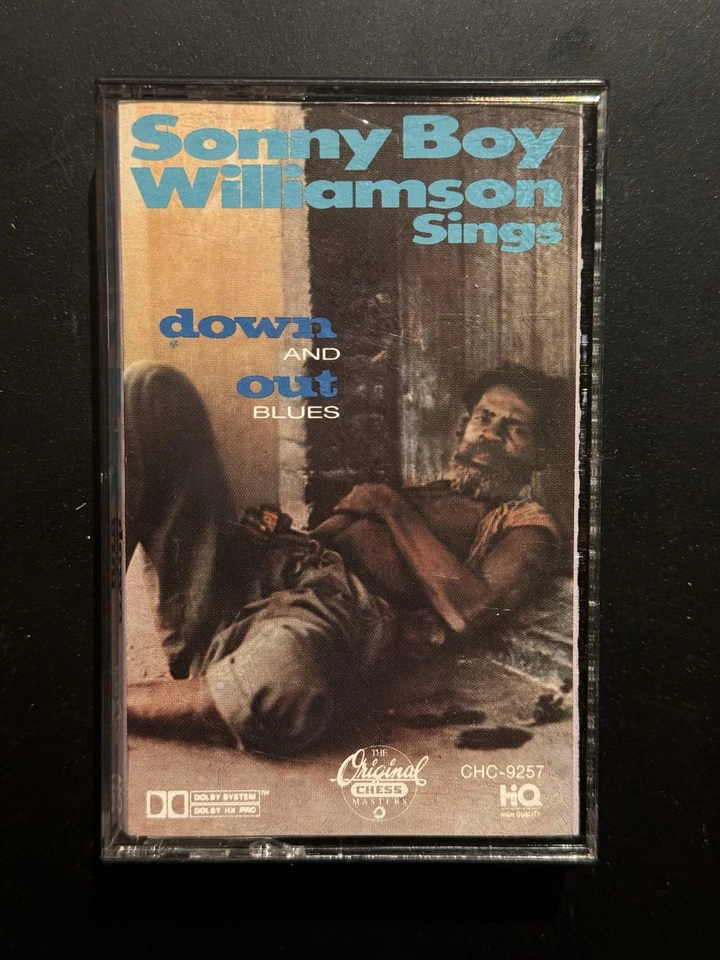 Sonny Boy
Williamson
Sings
down
AND
out
BLUES
THE
Original
CHESS
MASTERS
CHC-9257
DOLBY SYSTEM™
DOLBY HX PRO
HiQ
HIGH QUALITY